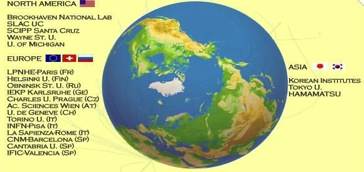 NORTH AMERICA
BROOKHAVEN NATIONAL LAB
SLAC UC
SCIPP SANTA CRUZ
WAYNE ST. U.
U. OF MICHIGAN
EUROPE
LPNHE-PARIS (FR)
HELSINKI U. (FIN)
OBNINSK ST. U. (RU)
IEKP KARLSRUHE (GE)
CHARLES U. PRAGUE (CZ)
AC. SCIENCES WIEN (AT)
U. DE GENEVE (CH)
TORINO U. (IT)
INFN-PISA (IT)
LA SAPIENZA-ROME (IT)
CNM-BARCELONA (SP)
CANTABRIA U. (SP)
IFIC-VALENCIA (SP)
ASIA
KOREAN INSTITUTES
TOKYO U.
HAMAMATSU